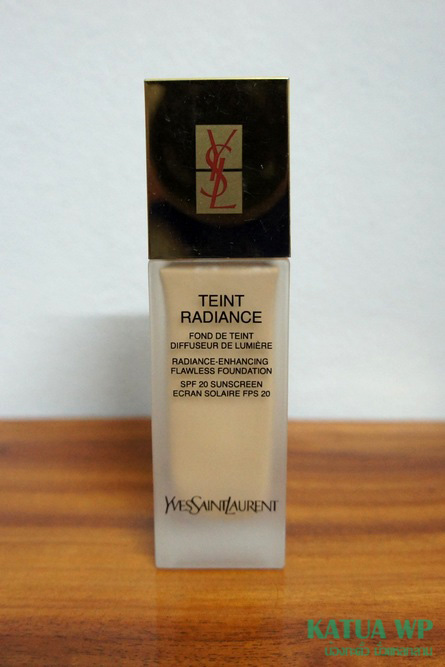 YSL
TEINT
RADIANCE
FOND DE TEINT
DIFFUSEUR DE LUMIÈRE
RADIANCE-ENHANCING
FLAWLESS FOUNDATION
SPF 20 SUNSCREEN
ECRAN SOLAIRE FPS 20
YVESSAINTLAURENT
KATUA WP